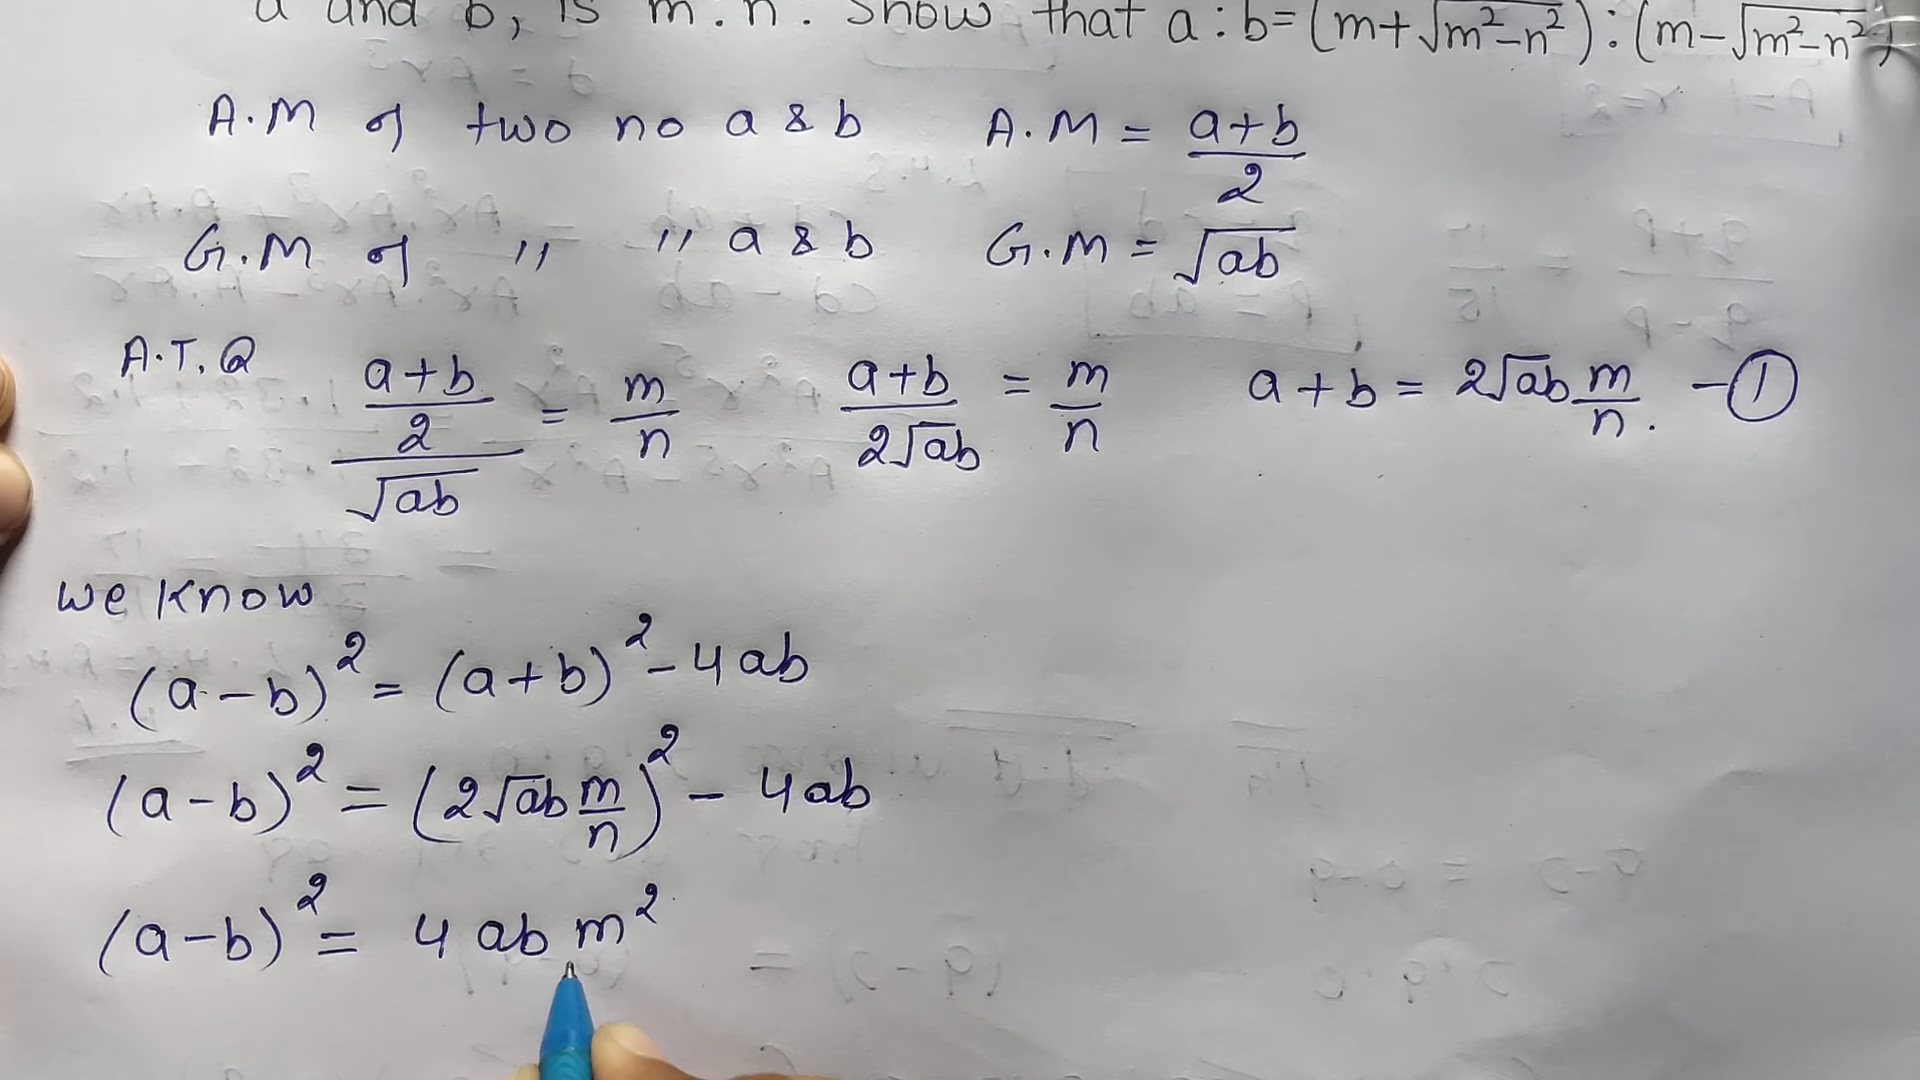 a and b, is m:n. Show that a:b=(m+√m²-n²):(m-√m²-n²)
A.M of two no a & b A.M = a+b/2
G.M of " " a & b G.M = √ab
A.T.Q a+b/2/√ab = m/n a+b/2√ab = m/n a+b = 2√ab m/n. -①
we know
(a-b)² = (a+b)² - 4ab
(a-b)² = (2√ab m/n)² - 4ab
(a-b)² = 4 ab m²